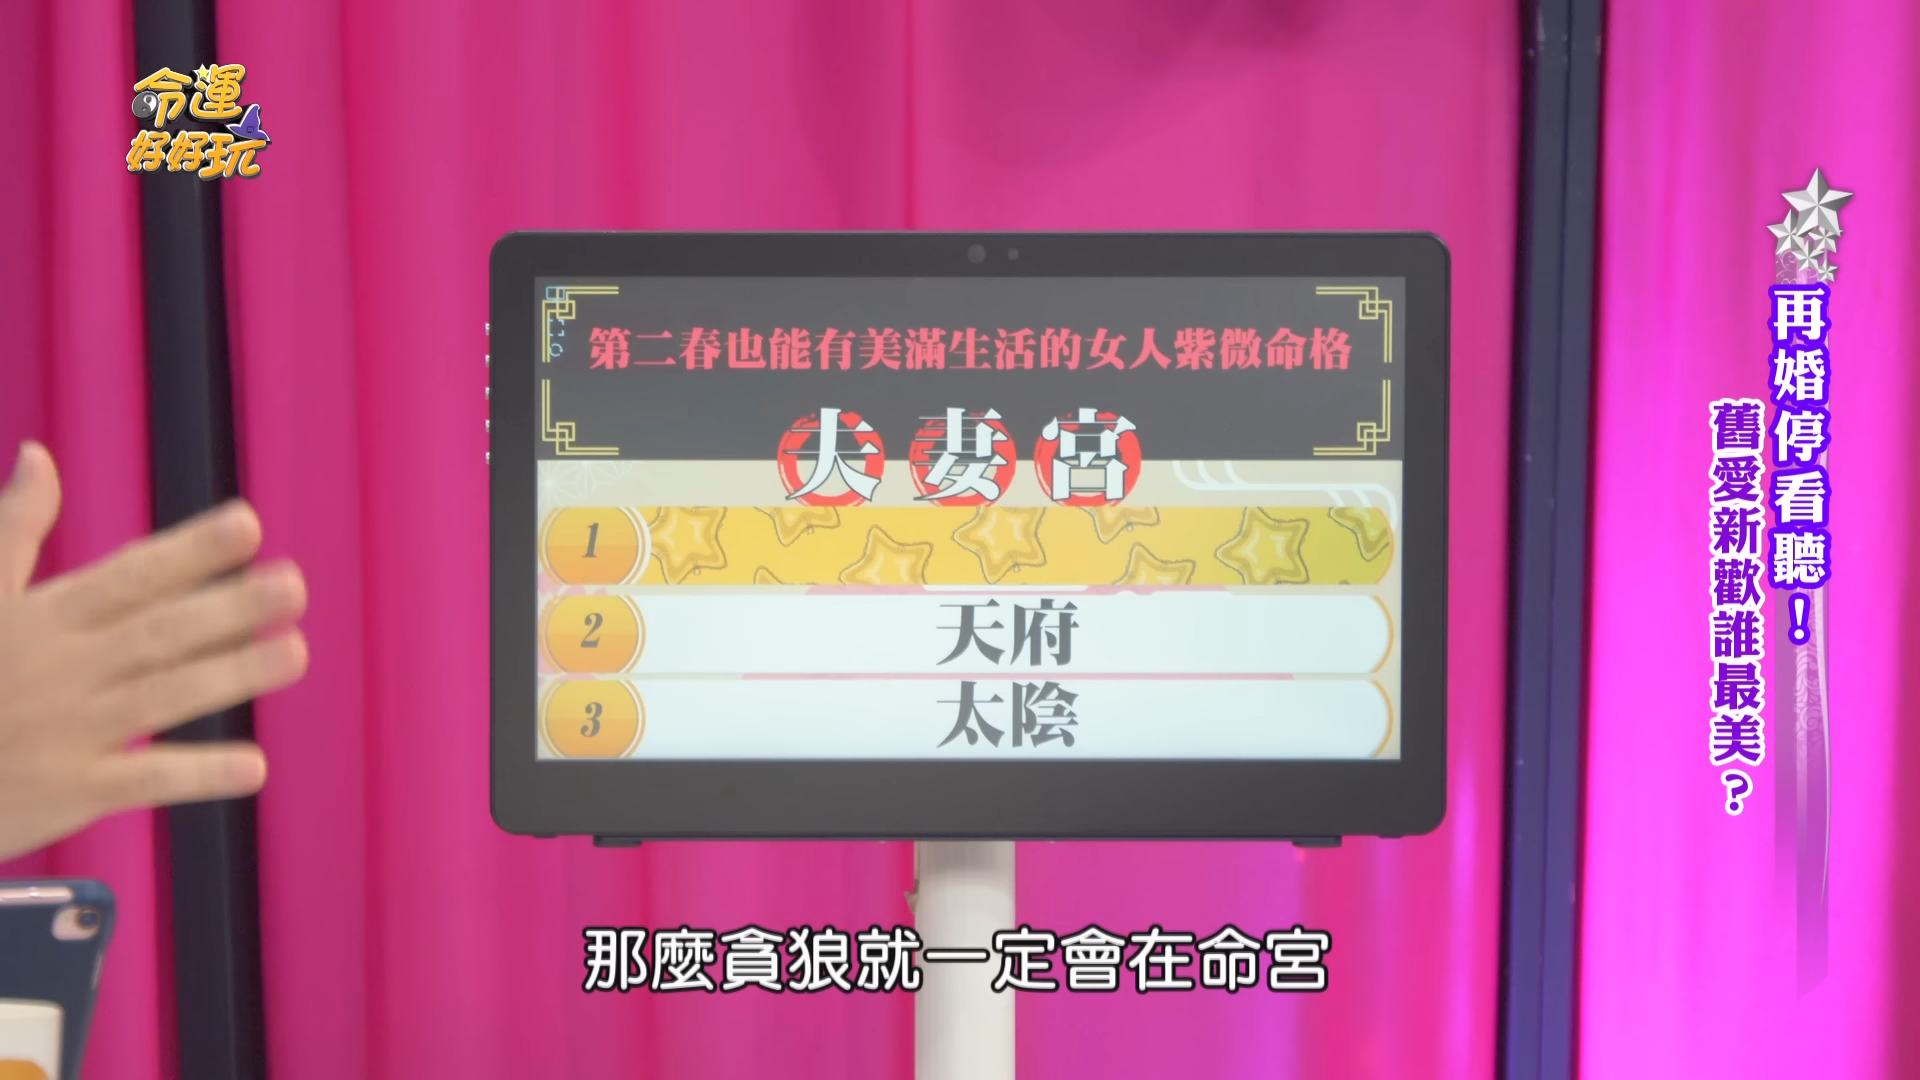 命運
好好玩
再婚停看聽！
舊愛新歡誰最美？
第二春也能有美滿生活的女人紫微命格
夫妻宮
1
2 天府
3 太陰
那麼貪狼就一定會在命宮